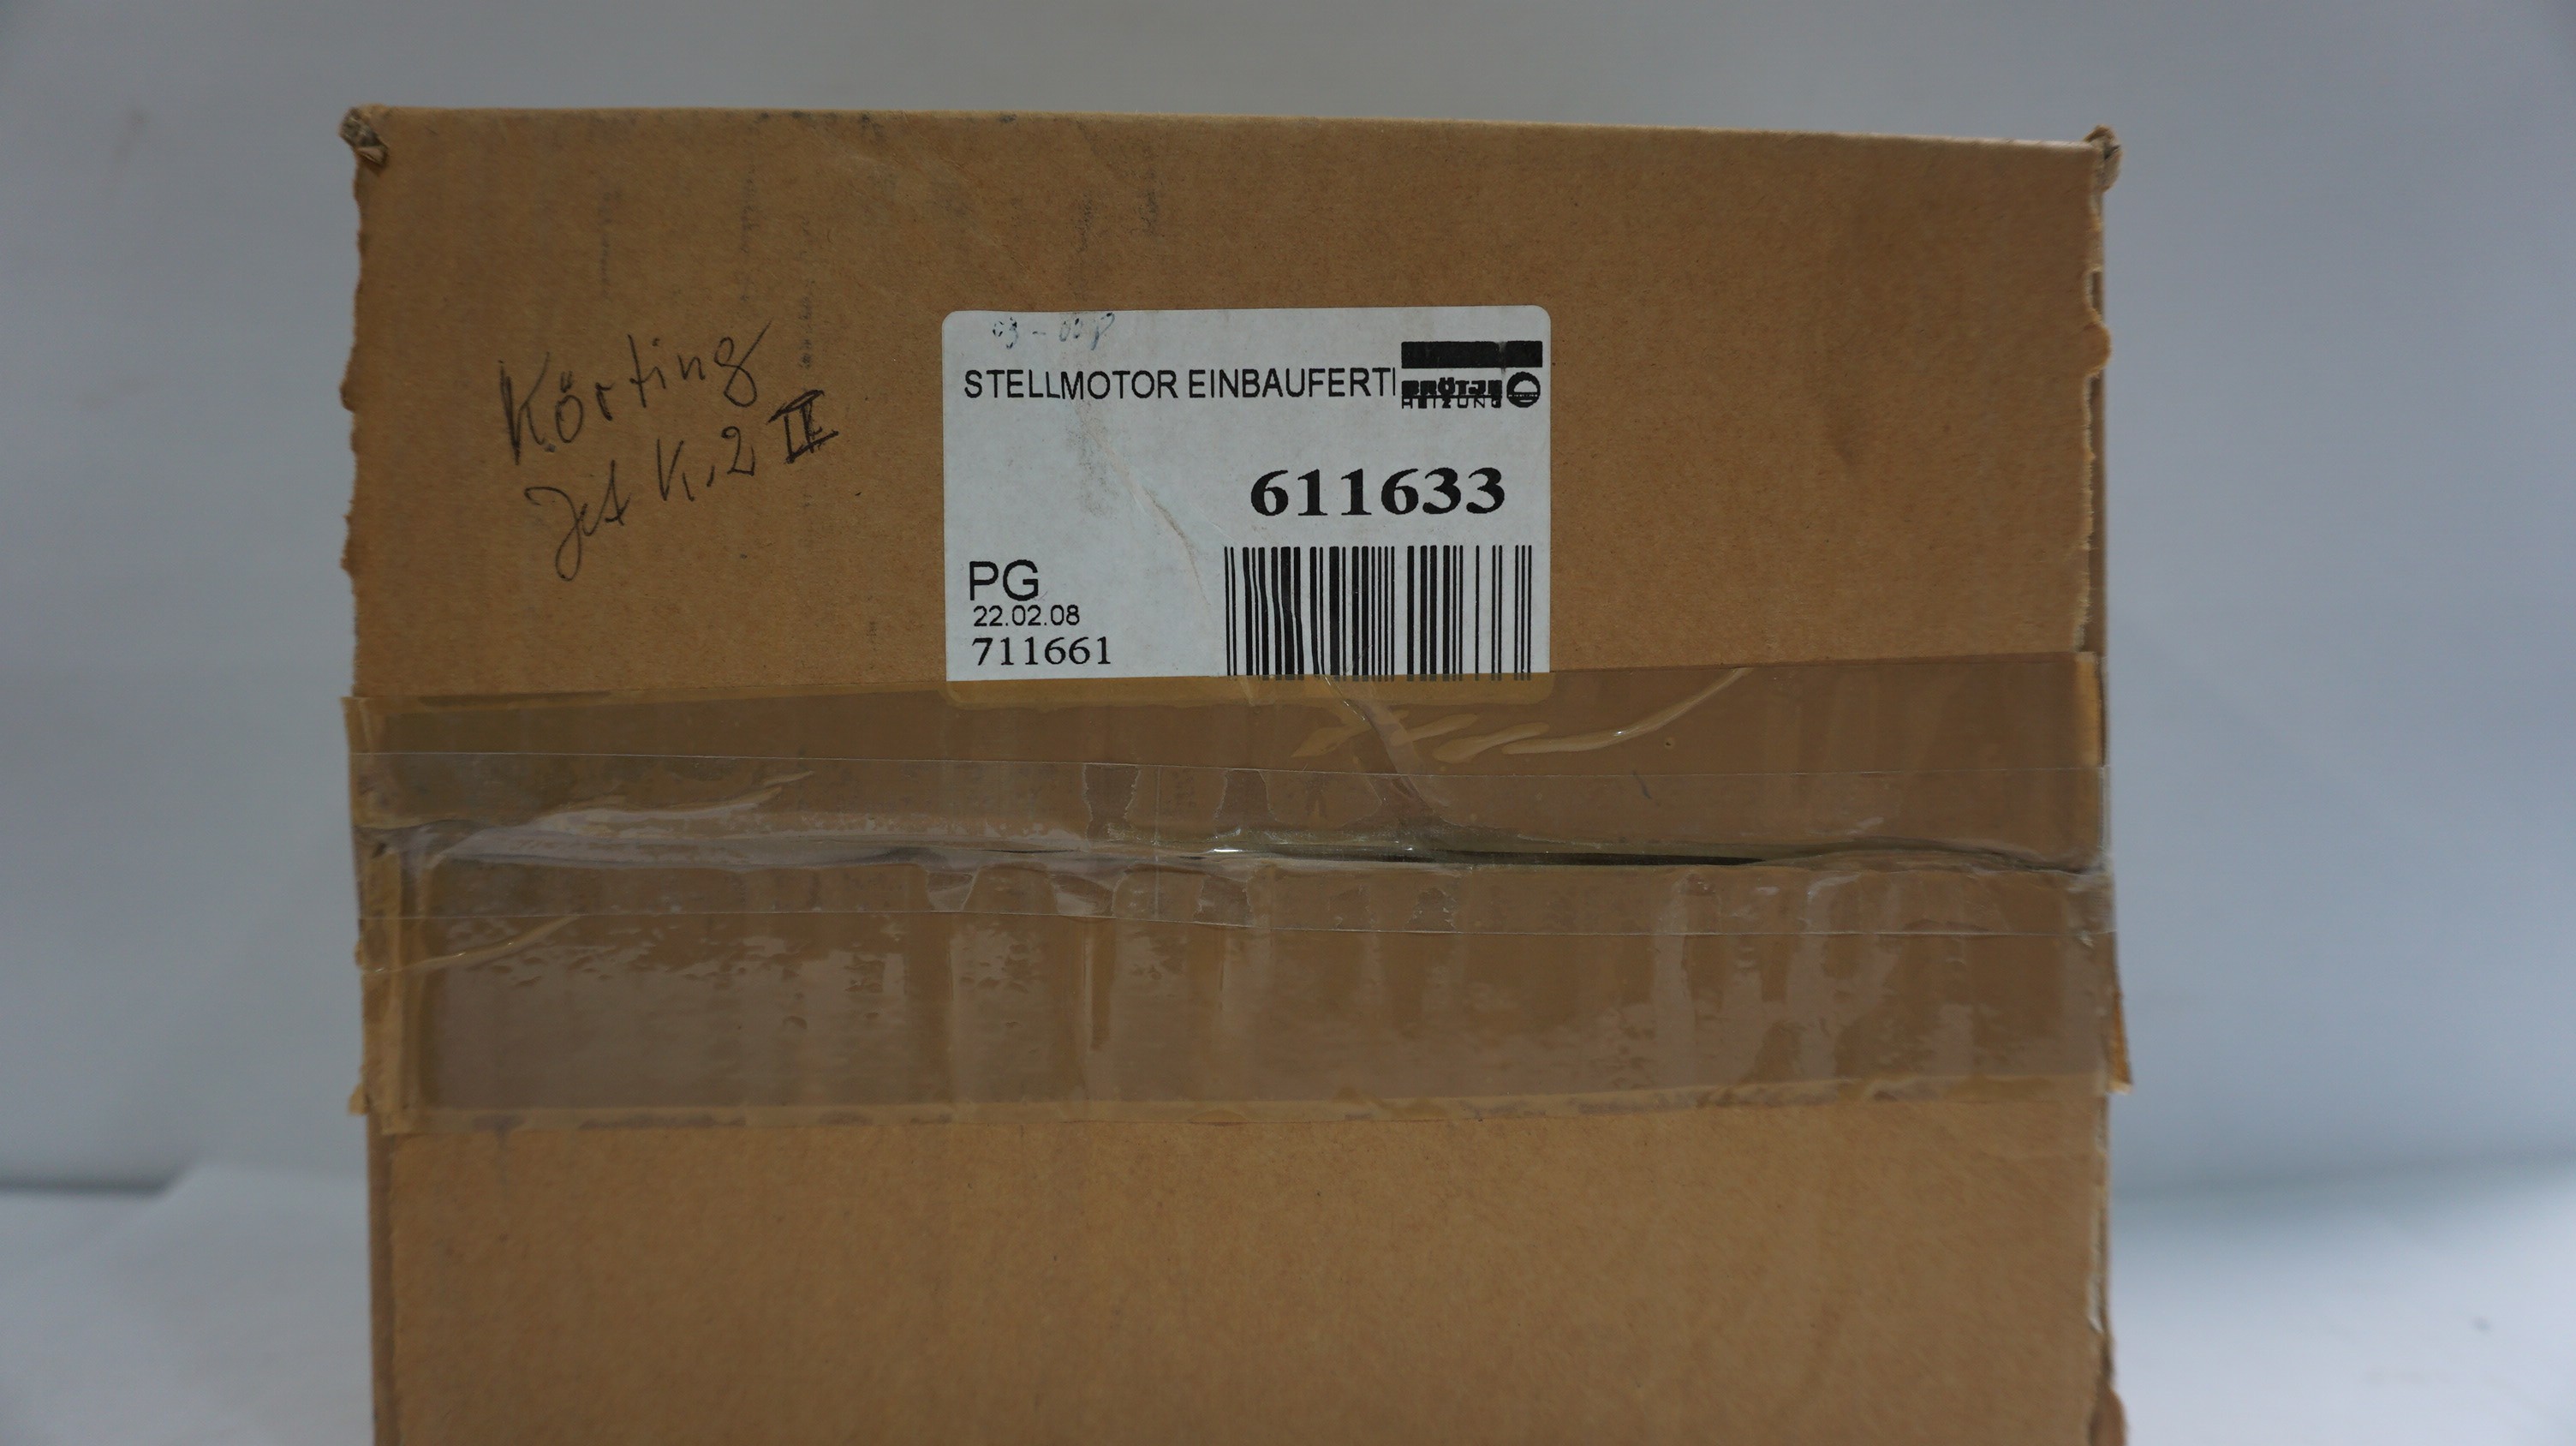 Körting
Jet K.2 II
STELLMOTOR EINBAUFERTI
BRÖTJE
HEIZUNG
611633
PG
22.02.08
711661